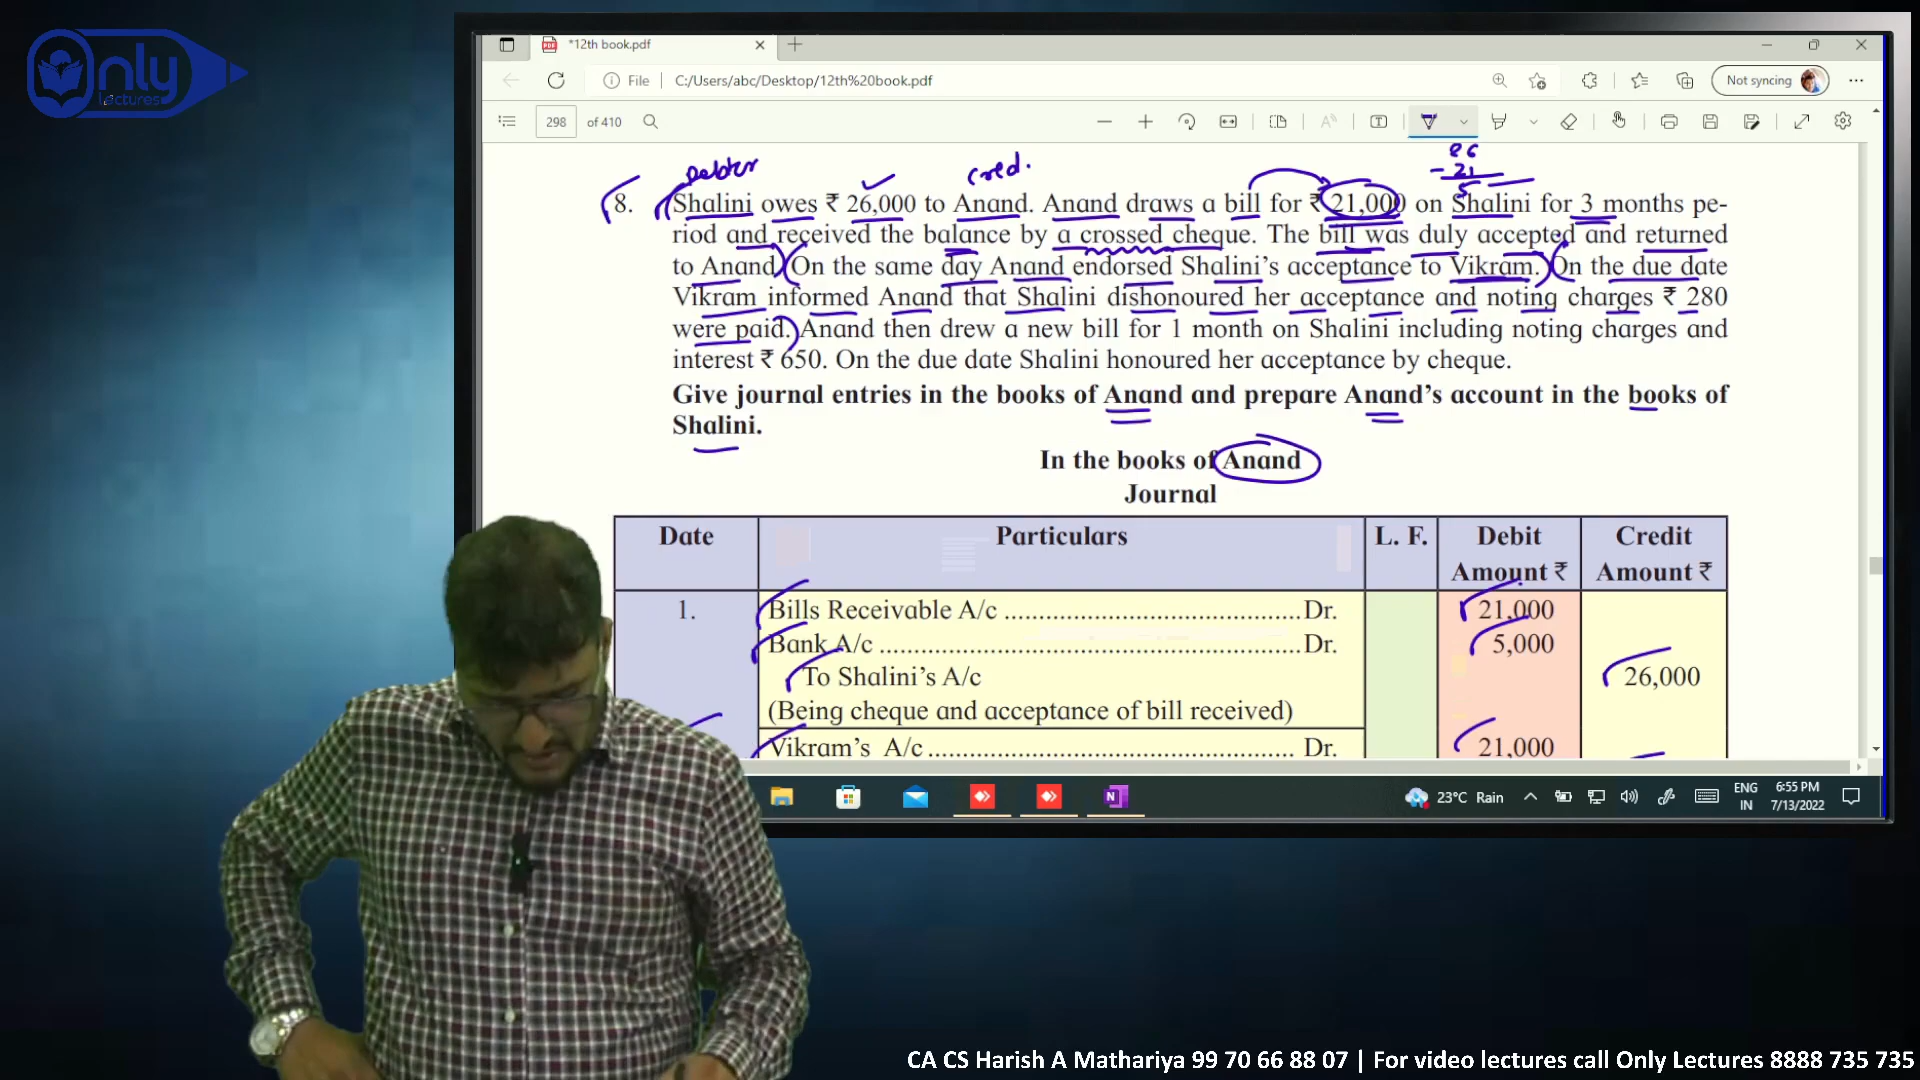 Only
Lectures
*12th book.pdf
File | C:/Users/abc/Desktop/12th%20book.pdf
Not syncing
298 of 410
Debtor
cred.
26
- 21
5
8. Shalini owes ₹ 26,000 to Anand. Anand draws a bill for ₹ 21,000 on Shalini for 3 months pe-
riod and received the balance by a crossed cheque. The bill was duly accepted and returned
to Anand. On the same day Anand endorsed Shalini's acceptance to Vikram. On the due date
Vikram informed Anand that Shalini dishonoured her acceptance and noting charges ₹ 280
were paid. Anand then drew a new bill for 1 month on Shalini including noting charges and
interest ₹ 650. On the due date Shalini honoured her acceptance by cheque.
Give journal entries in the books of Anand and prepare Anand's account in the books of
Shalini.
In the books of Anand
Journal
Date Particulars L. F. Debit Amount ₹ Credit Amount ₹
1. Bills Receivable A/c ........................................ Dr. 21,000
Bank A/c ........................................ Dr. 5,000
To Shalini's A/c 26,000
(Being cheque and acceptance of bill received)
Vikram's A/c ........................................ Dr. 21,000
23°C Rain
ENG
IN
6:55 PM
7/13/2022
CA CS Harish A Mathariya 99 70 66 88 07 | For video lectures call Only Lectures 8888 735 735